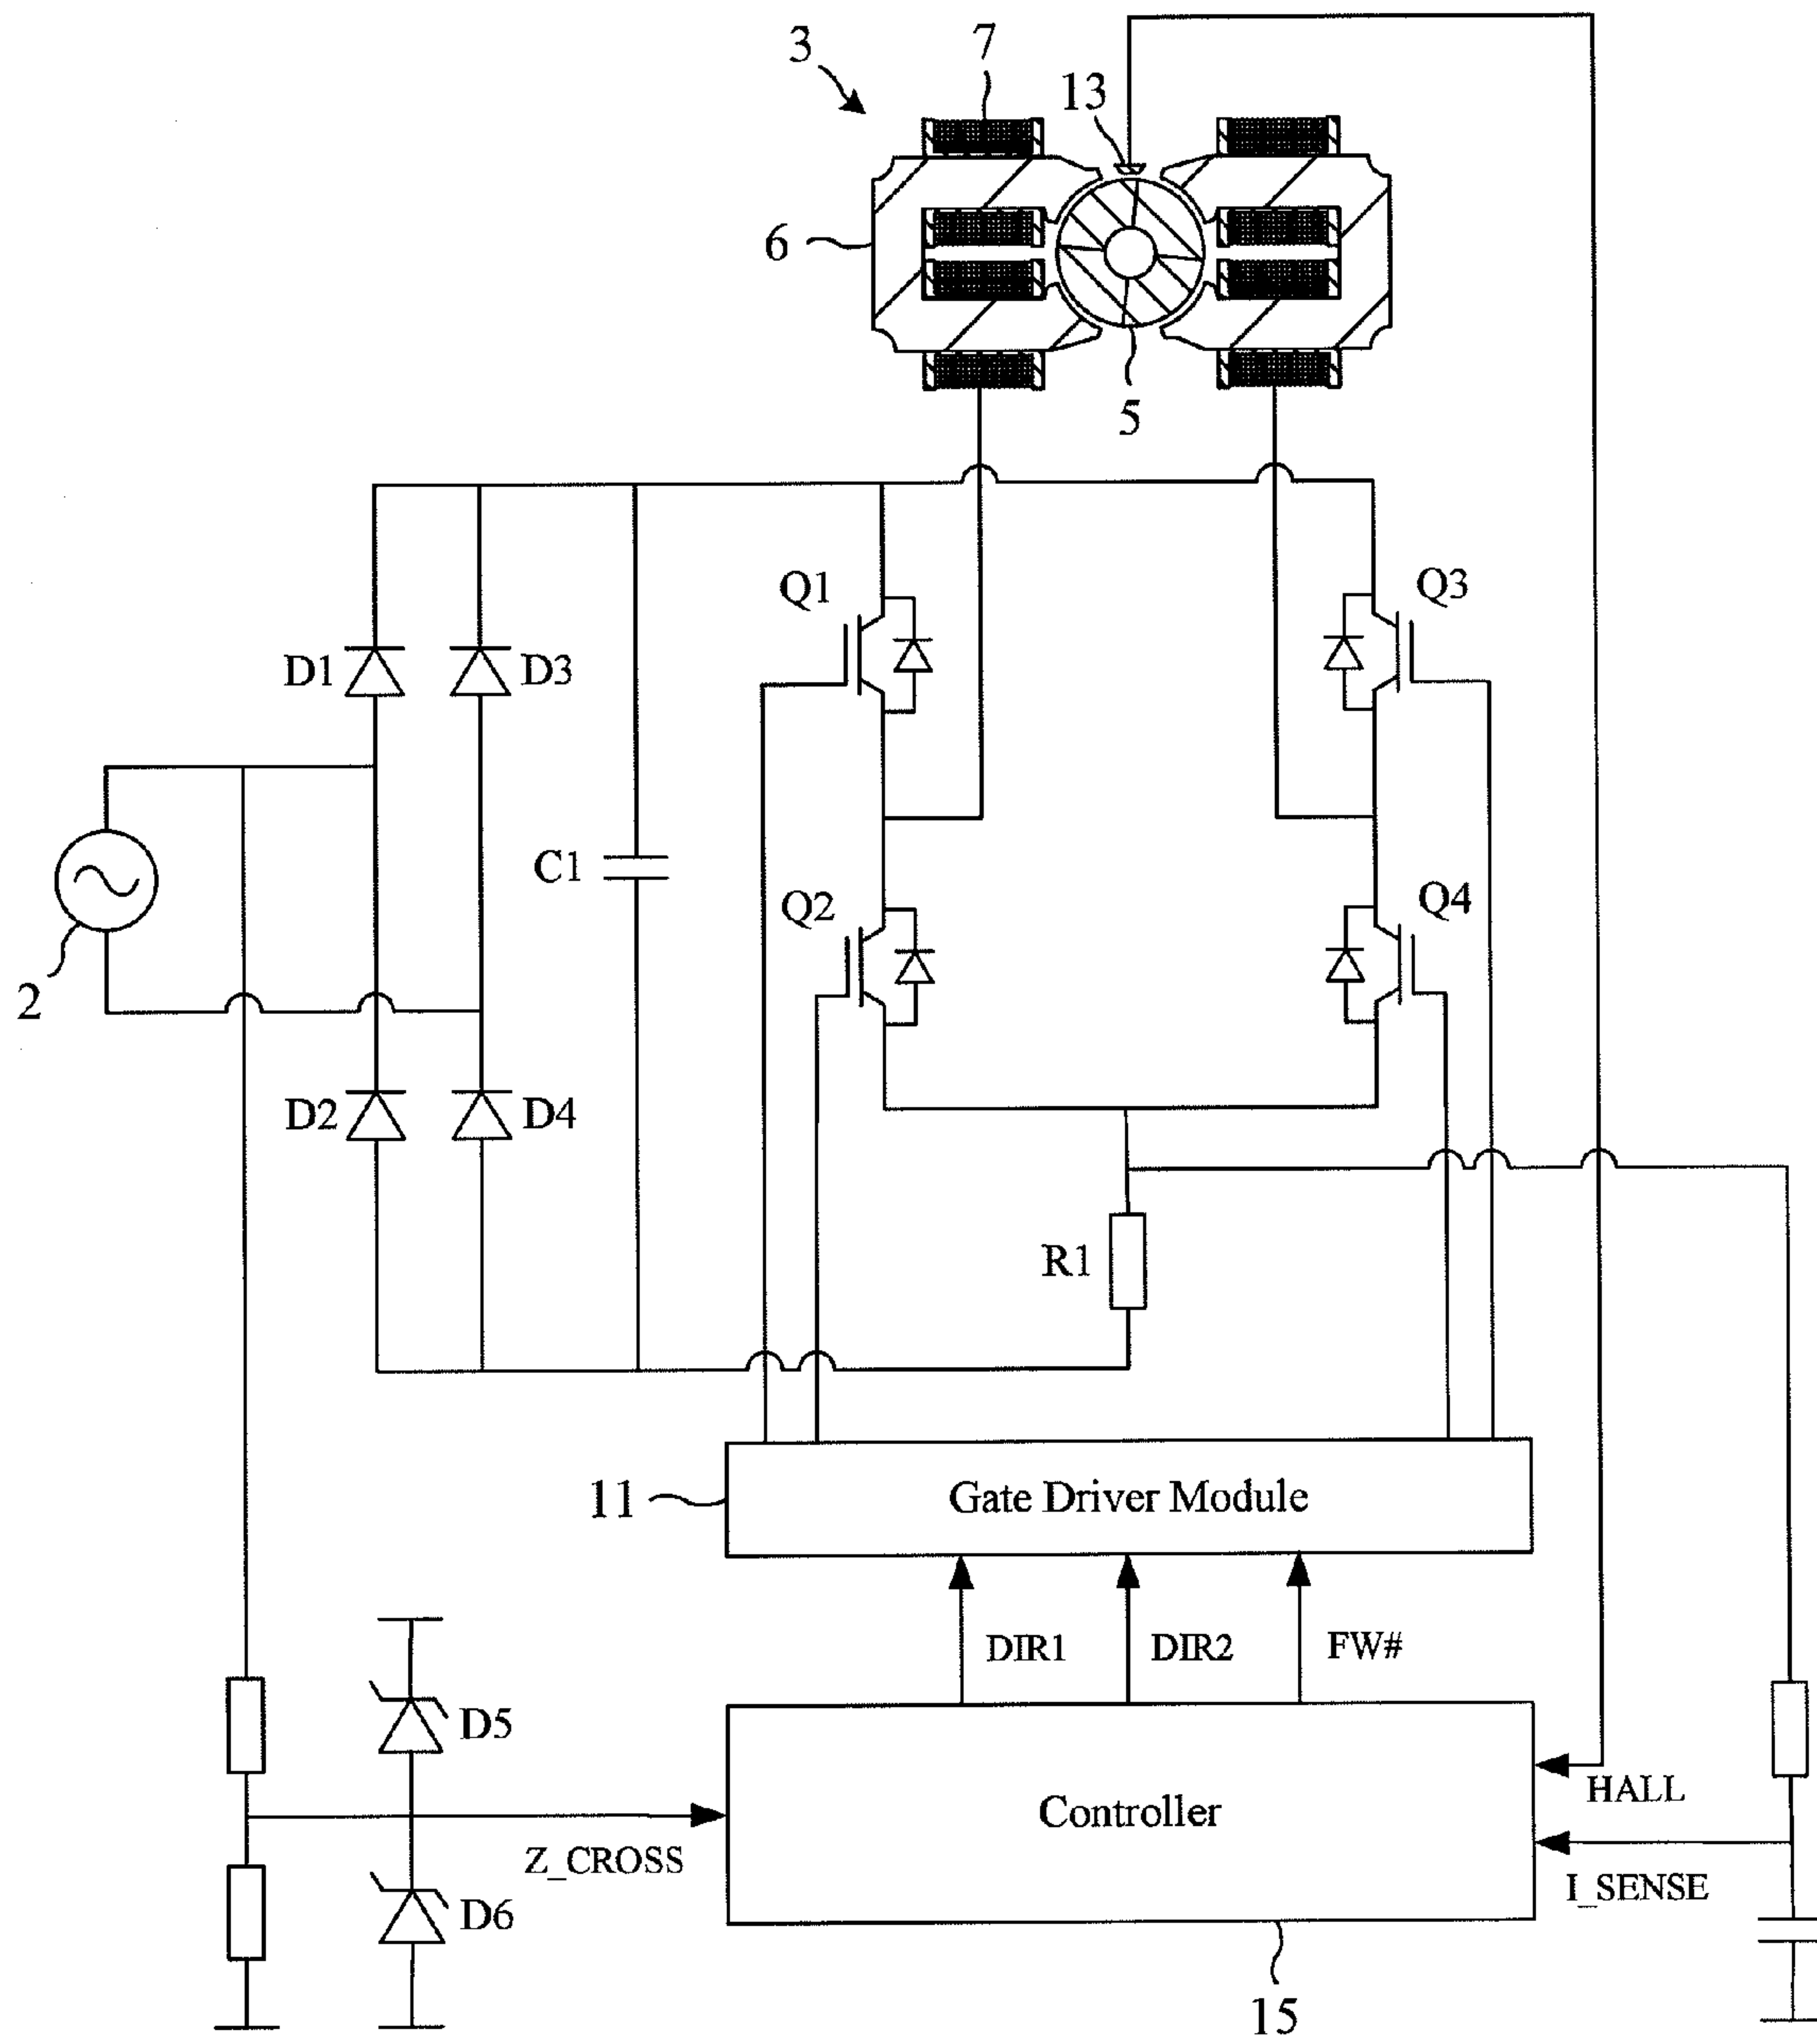 3
7
13
6
5
Q1
Q3
D1
D3
C1
Q2
Q4
2
D2
D4
R1
11
Gate Driver Module
DIR1
DIR2
FW#
D5
HALL
Controller
Z_CROSS
I_SENSE
D6
15